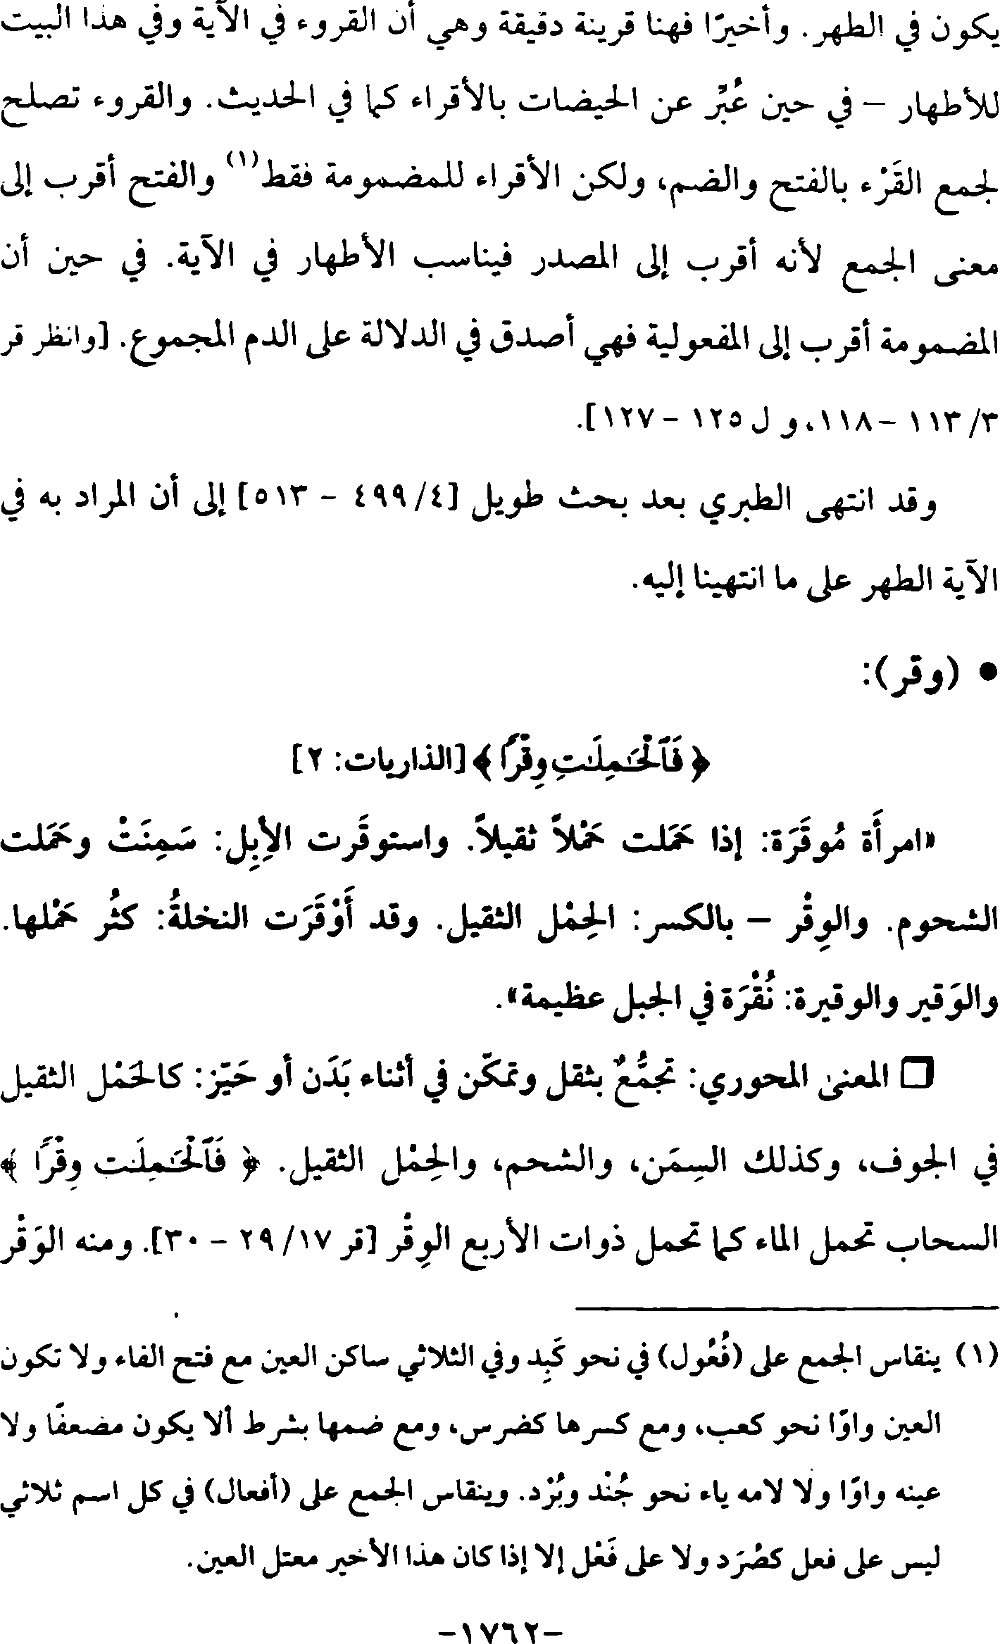 يكون في الطهر. وأخيرًا فهنا قرينة دقيقة وهي أن القروء في الآية وفي هذا البيت
للأطهار – في حين عُبِّر عن الحيضات بالأقراء كما في الحديث. والقروء تصلح
لجمع القَرْء بالفتح والضم، ولكن الأقراء للمضمومة فقط(١) والفتح أقرب إلى
معنى الجمع لأنه أقرب إلى المصدر فيناسب الأطهار في الآية. في حين أن
المضمومة أقرب إلى المفعولية فهي أصدق في الدلالة على الدم المجموع. [وانظر قر
٣/ ١١٣ – ١١٨، و ل ١٢٥ – ١٢٧].
وقد انتهى الطبري بعد بحث طويل [٤/ ٤٩٩ – ٥١٣] إلى أن المراد به في
الآية الطهر على ما انتهينا إليه.
• (وقر):
﴿ فَٱلْحَـٰمِلَـٰتِ وِقْرًا ﴾ [الذاريات: ٢]
«امرأَة مُوقَرَة: إذا حَمَلت حَمْلاً ثقيلاً. واستوقَرت الإِبِل: سَمِنَتْ وحَمَلت
الشحوم. والوِقْر – بالكسر: الحِمْل الثقيل. وقد أَوْقَرَت النخلةُ: كثُر حَمْلها.
والوَقير والوقيرة: نُقْرَة في الجبل عظيمة».
□ المعنى المحوري: تجمُّعٌ بثقل وتمكّن في أثناء بَدَن أو حَيّز: كالحَمْل الثقيل
في الجوف، وكذلك السِمَن، والشحم، والحِمْل الثقيل. ﴿ فَٱلْحَـٰمِلَـٰتِ وِقْرًا ﴾
السحاب تحمل الماء كما تحمل ذوات الأربع الوِقْر [قر ١٧/ ٢٩ – ٣٠]. ومنه الوَقْر
(١) ينقاس الجمع على (فُعُول) في نحو كَبِد وفي الثلاثي ساكن العين مع فتح الفاء ولا تكون
العين واوًا نحو كعب، ومع كسرها كضرس، ومع ضمها بشرط ألا يكون مضعفًا ولا
عينه واوًا ولا لامه ياء نحو جُنْد وبُرْد. وينقاس الجمع على (أفعال) في كل اسم ثلاثي
ليس على فعل كصُرَد ولا على فَعْل إلا إذا كان هذا الأخير معتل العين.
–١٧٦٢–